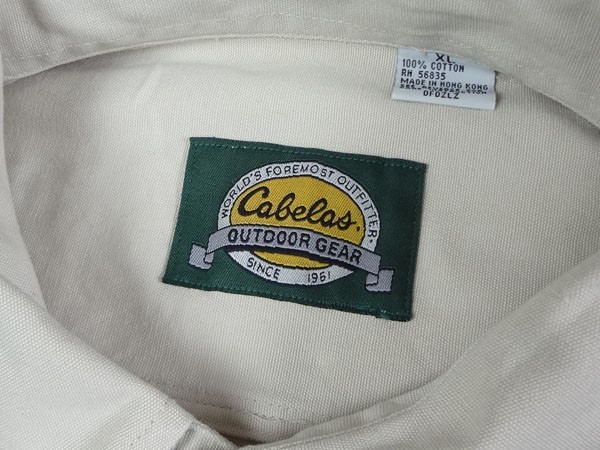 XL
100% COTTON
RN 56835
MADE IN HONG KONG
WORLD'S FOREMOST OUTFITTER.
Cabelas.
OUTDOOR GEAR
SINCE 1961